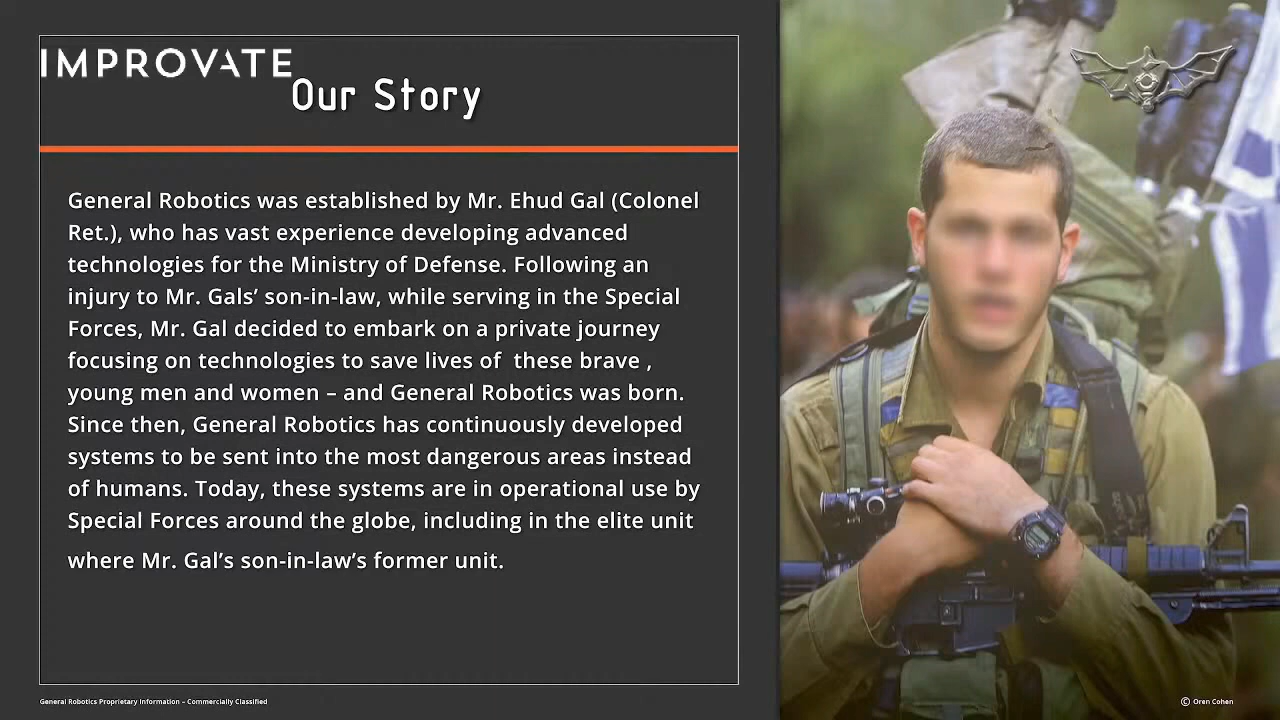 IMPROVATE
Our Story
General Robotics was established by Mr. Ehud Gal (Colonel
Ret.), who has vast experience developing advanced
technologies for the Ministry of Defense. Following an
injury to Mr. Gals’ son-in-law, while serving in the Special
Forces, Mr. Gal decided to embark on a private journey
focusing on technologies to save lives of  these brave ,
young men and women – and General Robotics was born.
Since then, General Robotics has continuously developed
systems to be sent into the most dangerous areas instead
of humans. Today, these systems are in operational use by
Special Forces around the globe, including in the elite unit
where Mr. Gal’s son-in-law’s former unit.
General Robotics Proprietary Information – Commercially Classified
© Oren Cohen